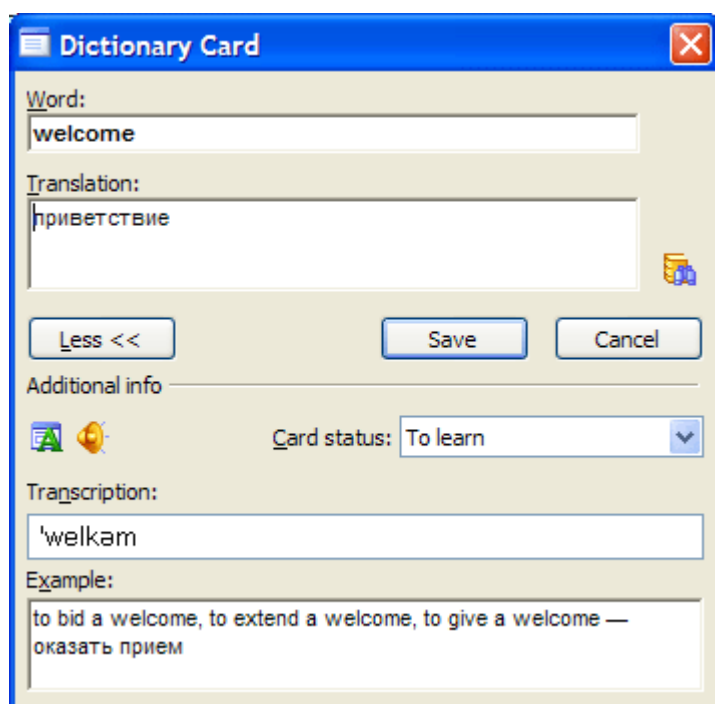 Dictionary Card
Word:
welcome
Translation:
приветствие
Less << Save Cancel
Additional info
Card status: To learn
Transcription:
'welkəm
Example:
to bid a welcome, to extend a welcome, to give a welcome —
оказать прием